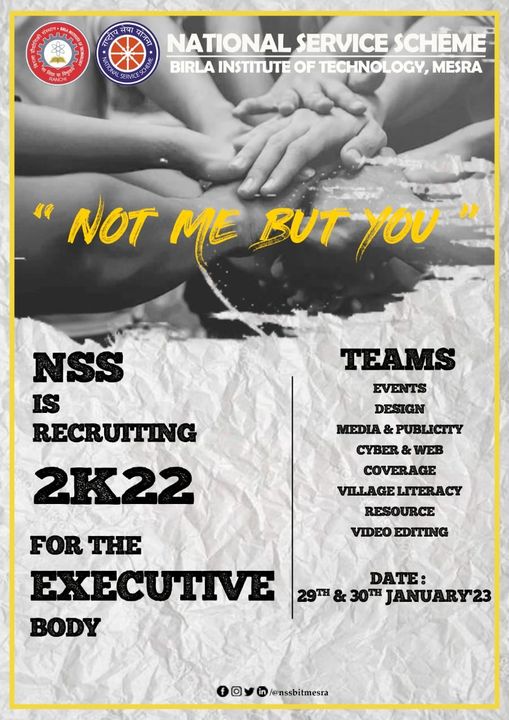 NATIONAL SERVICE SCHEME
BIRLA INSTITUTE OF TECHNOLOGY, MESRA
राष्ट्रीय सेवा योजना
NATIONAL SERVICE SCHEME
RANCHI
“ NOT ME BUT YOU ”
NSS
IS
RECRUITING
2K22
FOR THE
EXECUTIVE
BODY
TEAMS
EVENTS
DESIGN
MEDIA & PUBLICITY
CYBER & WEB
COVERAGE
VILLAGE LITERACY
RESOURCE
VIDEO EDITING
DATE :
29TH & 30TH JANUARY'23
/@nssbitmesra